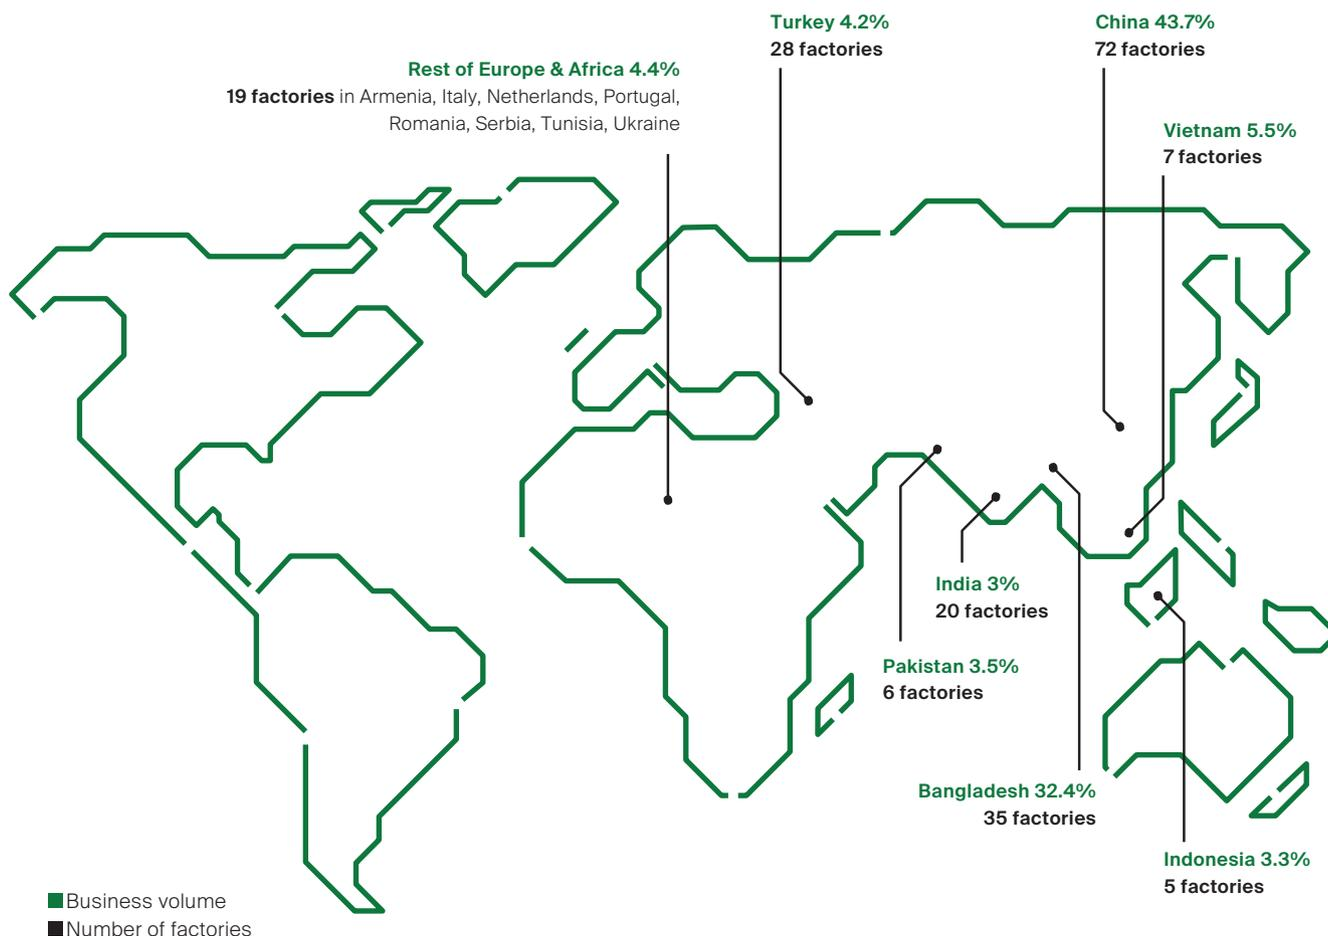 Turkey 4.2%
28 factories
China 43.7%
72 factories
Rest of Europe & Africa 4.4%
19 factories in Armenia, Italy, Netherlands, Portugal,
Romania, Serbia, Tunisia, Ukraine
Vietnam 5.5%
7 factories
India 3%
20 factories
Pakistan 3.5%
6 factories
Bangladesh 32.4%
35 factories
Indonesia 3.3%
5 factories
Business volume
Number of factories